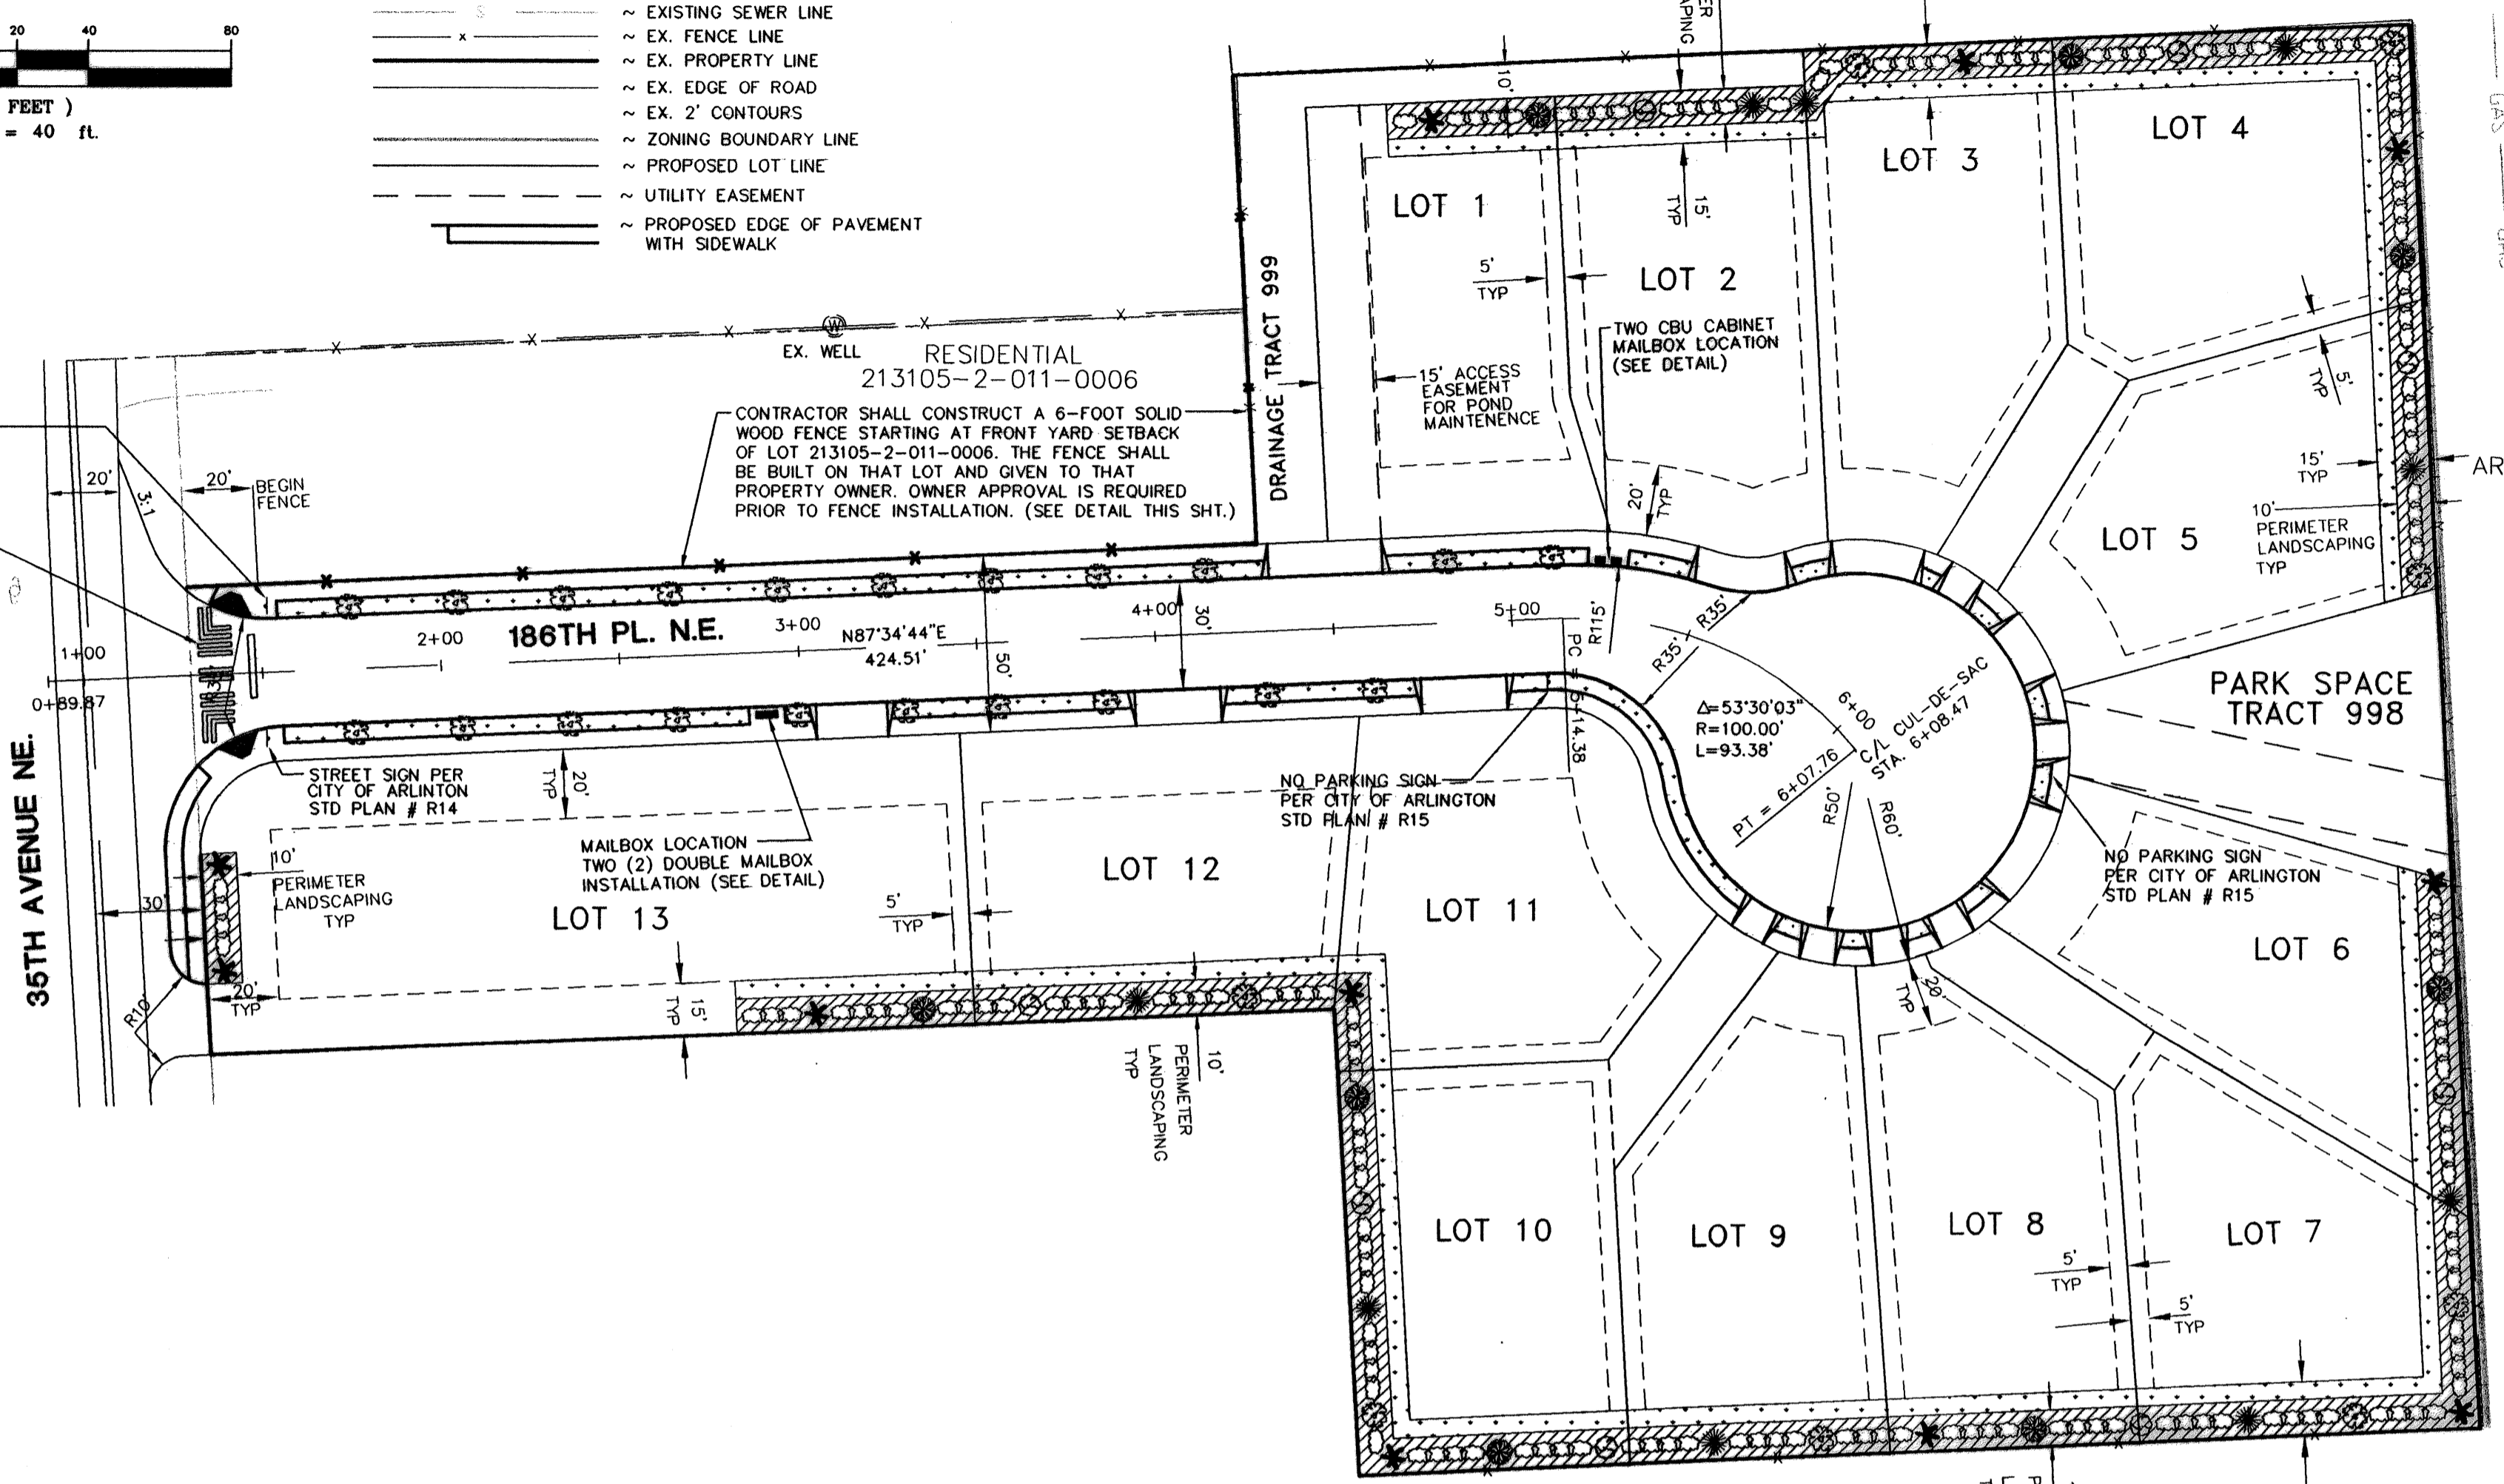 20 40 80
FEET )
= 40 ft.
~ EXISTING SEWER LINE
~ EX. FENCE LINE
~ EX. PROPERTY LINE
~ EX. EDGE OF ROAD
~ EX. 2' CONTOURS
~ ZONING BOUNDARY LINE
~ PROPOSED LOT LINE
~ UTILITY EASEMENT
~ PROPOSED EDGE OF PAVEMENT
WITH SIDEWALK
10'
LOT 1
LOT 2
LOT 3
LOT 4
15'
TYP
5'
TYP
TWO CBU CABINET
MAILBOX LOCATION
(SEE DETAIL)
EX. WELL
W
RESIDENTIAL
213105-2-011-0006
DRAINAGE TRACT 999
15' ACCESS
EASEMENT
FOR POND
MAINTENENCE
CONTRACTOR SHALL CONSTRUCT A 6-FOOT SOLID
WOOD FENCE STARTING AT FRONT YARD SETBACK
OF LOT 213105-2-011-0006. THE FENCE SHALL
BE BUILT ON THAT LOT AND GIVEN TO THAT
PROPERTY OWNER. OWNER APPROVAL IS REQUIRED
PRIOR TO FENCE INSTALLATION. (SEE DETAIL THIS SHT.)
5'
TYP
20'
3:1
20'
BEGIN
FENCE
20'
TYP
LOT 5
15'
TYP
10'
PERIMETER
LANDSCAPING
TYP
AR
GAS
1+00
0+89.87
2+00
186TH PL. N.E.
3+00
N87°34'44"E
424.51'
50'
4+00
30'
5+00
PC = 5+14.38
R115'
R35'
R35'
Δ=53°30'03"
R=100.00'
L=93.38'
6+00
C/L CUL-DE-SAC
STA. 6+08.47
PT = 6+07.76
R50'
R60'
PARK SPACE
TRACT 998
35TH AVENUE NE.
STREET SIGN PER
CITY OF ARLINTON
STD PLAN # R14
20'
TYP
MAILBOX LOCATION
TWO (2) DOUBLE MAILBOX
INSTALLATION (SEE DETAIL)
NO PARKING SIGN
PER CITY OF ARLINGTON
STD PLAN # R15
NO PARKING SIGN
PER CITY OF ARLINGTON
STD PLAN # R15
10'
PERIMETER
LANDSCAPING
TYP
30'
LOT 13
5'
TYP
LOT 12
LOT 11
LOT 6
20'
TYP
R10'
15'
TYP
10'
PERIMETER
LANDSCAPING
TYP
20'
TYP
LOT 10
LOT 9
LOT 8
LOT 7
5'
TYP
5'
TYP